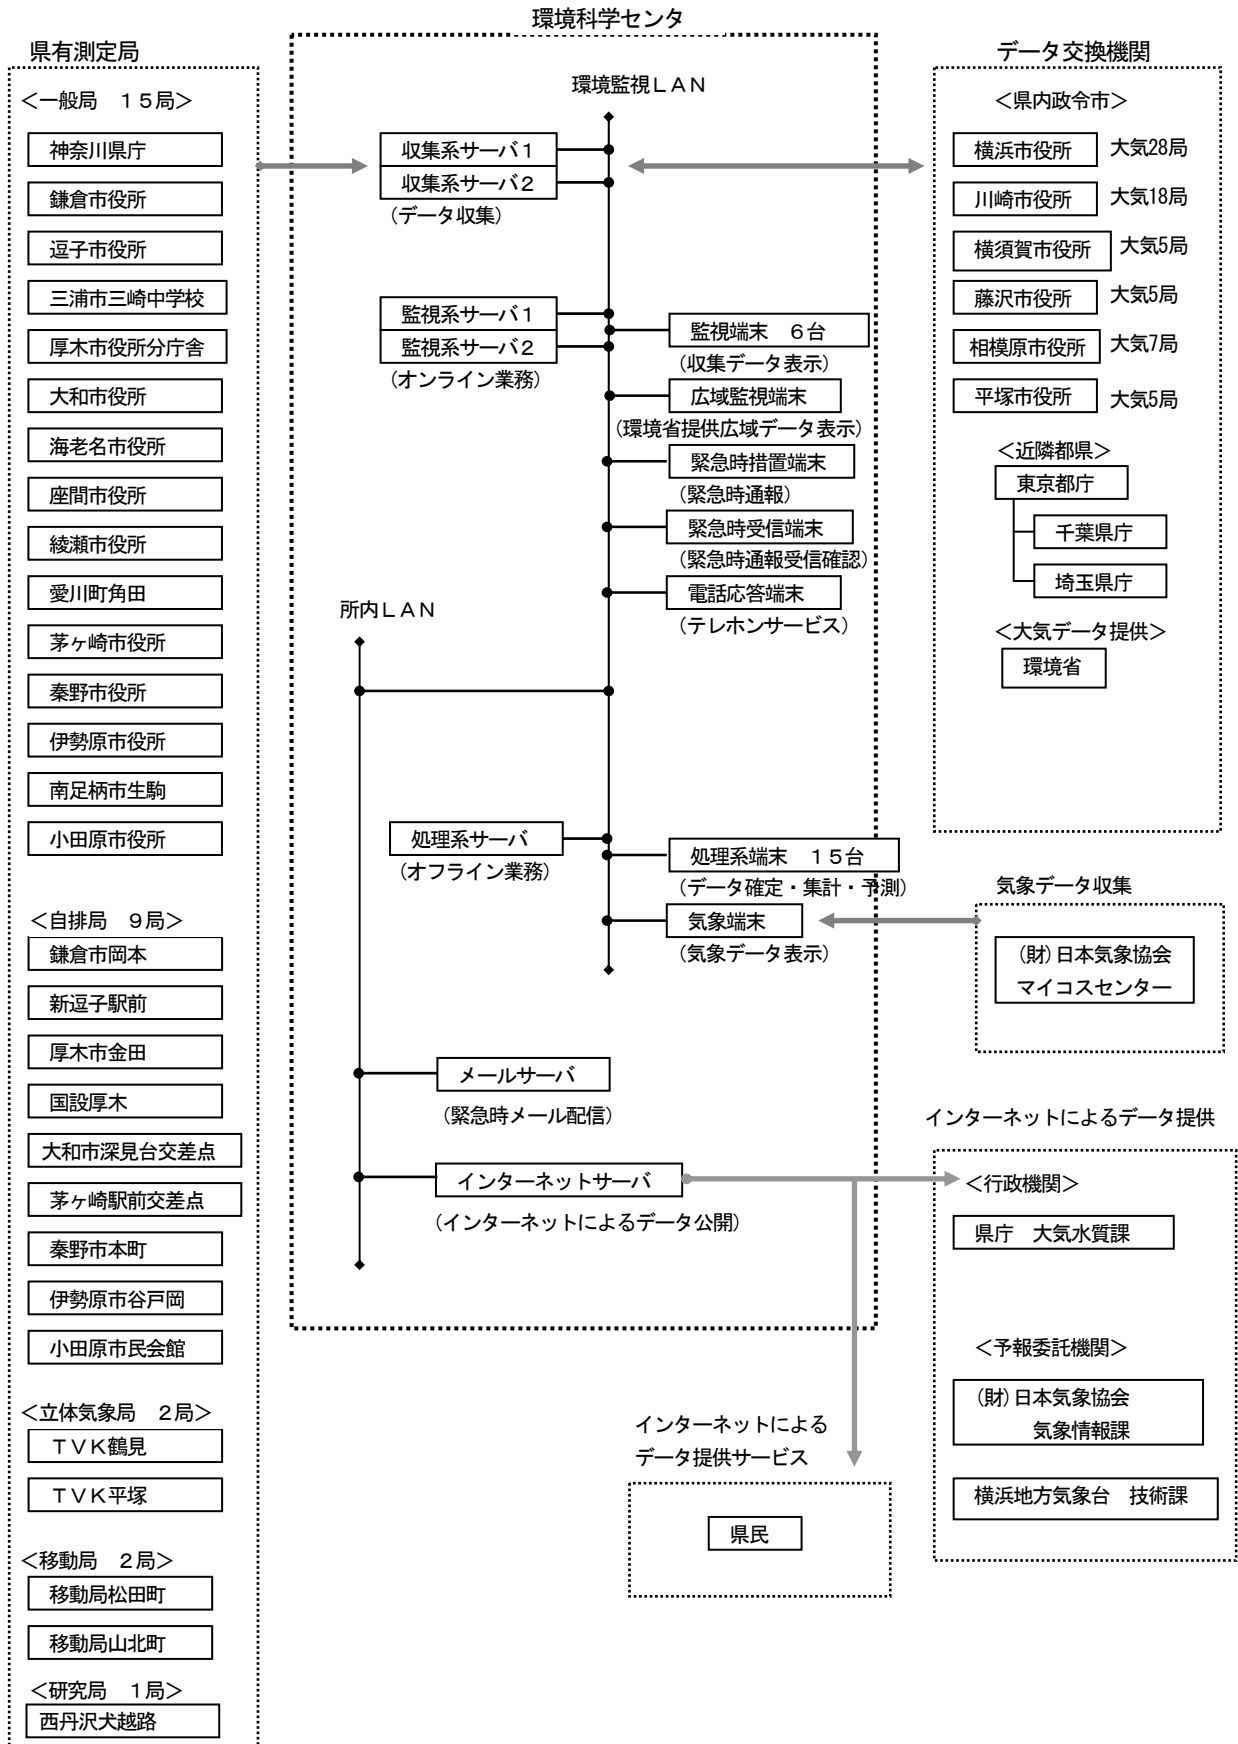 環境科学センタ
県有測定局
＜一般局　１５局＞
神奈川県庁
鎌倉市役所
逗子市役所
三浦市三崎中学校
厚木市役所分庁舎
大和市役所
海老名市役所
座間市役所
綾瀬市役所
愛川町角田
茅ヶ崎市役所
秦野市役所
伊勢原市役所
南足柄市生駒
小田原市役所
＜自排局　９局＞
鎌倉市岡本
新逗子駅前
厚木市金田
国設厚木
大和市深見台交差点
茅ヶ崎駅前交差点
秦野市本町
伊勢原市谷戸岡
小田原市民会館
＜立体気象局　２局＞
ＴＶＫ鶴見
ＴＶＫ平塚
＜移動局　２局＞
移動局松田町
移動局山北町
＜研究局　１局＞
西丹沢犬越路
環境監視ＬＡＮ
収集系サーバ１
収集系サーバ２
（データ収集）
監視系サーバ１
監視系サーバ２
（オンライン業務）
監視端末　６台
（収集データ表示）
広域監視端末
（環境省提供広域データ表示）
緊急時措置端末
（緊急時通報）
緊急時受信端末
（緊急時通報受信確認）
電話応答端末
（テレホンサービス）
所内ＬＡＮ
処理系サーバ
（オフライン業務）
処理系端末　１５台
（データ確定・集計・予測）
気象端末
（気象データ表示）
メールサーバ
（緊急時メール配信）
インターネットサーバ
（インターネットによるデータ公開）
データ交換機関
＜県内政令市＞
横浜市役所　大気28局
川崎市役所　大気18局
横須賀市役所　大気5局
藤沢市役所　大気5局
相模原市役所　大気7局
平塚市役所　大気5局
＜近隣都県＞
東京都庁
千葉県庁
埼玉県庁
＜大気データ提供＞
環境省
気象データ収集
（財）日本気象協会
マイコスセンター
インターネットによるデータ提供
＜行政機関＞
県庁　大気水質課
＜予報委託機関＞
（財）日本気象協会
気象情報課
横浜地方気象台　技術課
インターネットによる
データ提供サービス
県民